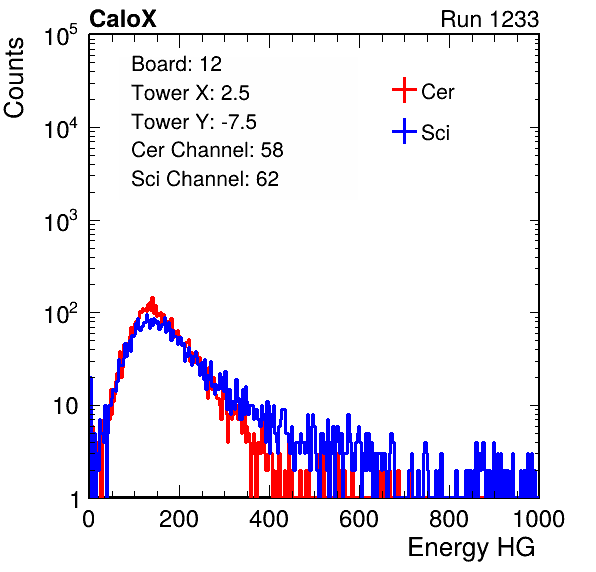 CaloX Run 1233
Counts
10^5
10^4
10^3
10^2
10
1
Board: 12
Tower X: 2.5
Tower Y: -7.5
Cer Channel: 58
Sci Channel: 62
Cer
Sci
0 200 400 600 800 1000
Energy HG